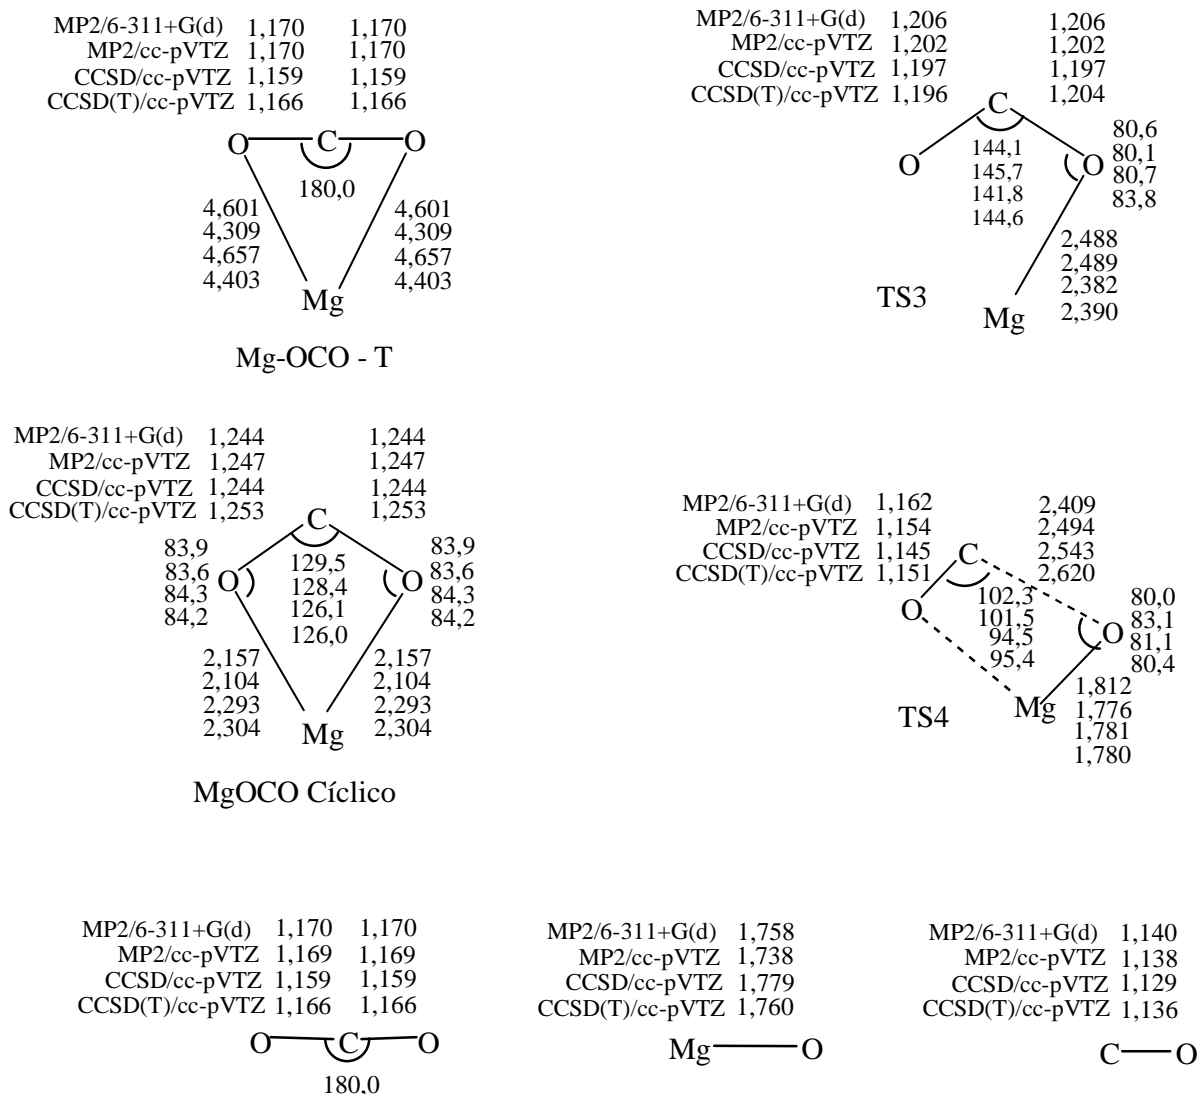 MP2/6-311+G(d) 1,170 1,170
MP2/cc-pVTZ 1,170 1,170
CCSD/cc-pVTZ 1,159 1,159
CCSD(T)/cc-pVTZ 1,166 1,166
O C O
180,0
4,601 4,601
4,309 4,309
4,657 4,657
4,403 4,403
Mg
Mg-OCO - T
MP2/6-311+G(d) 1,206 1,206
MP2/cc-pVTZ 1,202 1,202
CCSD/cc-pVTZ 1,197 1,197
CCSD(T)/cc-pVTZ 1,196 1,204
C
O O
144,1
145,7
141,8
144,6
80,6
80,1
80,7
83,8
2,488
2,489
2,382
2,390
Mg
TS3
MP2/6-311+G(d) 1,244 1,244
MP2/cc-pVTZ 1,247 1,247
CCSD/cc-pVTZ 1,244 1,244
CCSD(T)/cc-pVTZ 1,253 1,253
C
O O
83,9 83,9
83,6 83,6
84,3 84,3
84,2 84,2
129,5
128,4
126,1
126,0
2,157 2,157
2,104 2,104
2,293 2,293
2,304 2,304
Mg
MgOCO Cíclico
MP2/6-311+G(d) 1,162 2,409
MP2/cc-pVTZ 1,154 2,494
CCSD/cc-pVTZ 1,145 2,543
CCSD(T)/cc-pVTZ 1,151 2,620
C
O O
102,3
101,5
94,5
95,4
80,0
83,1
81,1
80,4
Mg
1,812
1,776
1,781
1,780
TS4
MP2/6-311+G(d) 1,170 1,170
MP2/cc-pVTZ 1,169 1,169
CCSD/cc-pVTZ 1,159 1,159
CCSD(T)/cc-pVTZ 1,166 1,166
O C O
180,0
MP2/6-311+G(d) 1,758
MP2/cc-pVTZ 1,738
CCSD/cc-pVTZ 1,779
CCSD(T)/cc-pVTZ 1,760
Mg O
MP2/6-311+G(d) 1,140
MP2/cc-pVTZ 1,138
CCSD/cc-pVTZ 1,129
CCSD(T)/cc-pVTZ 1,136
C O